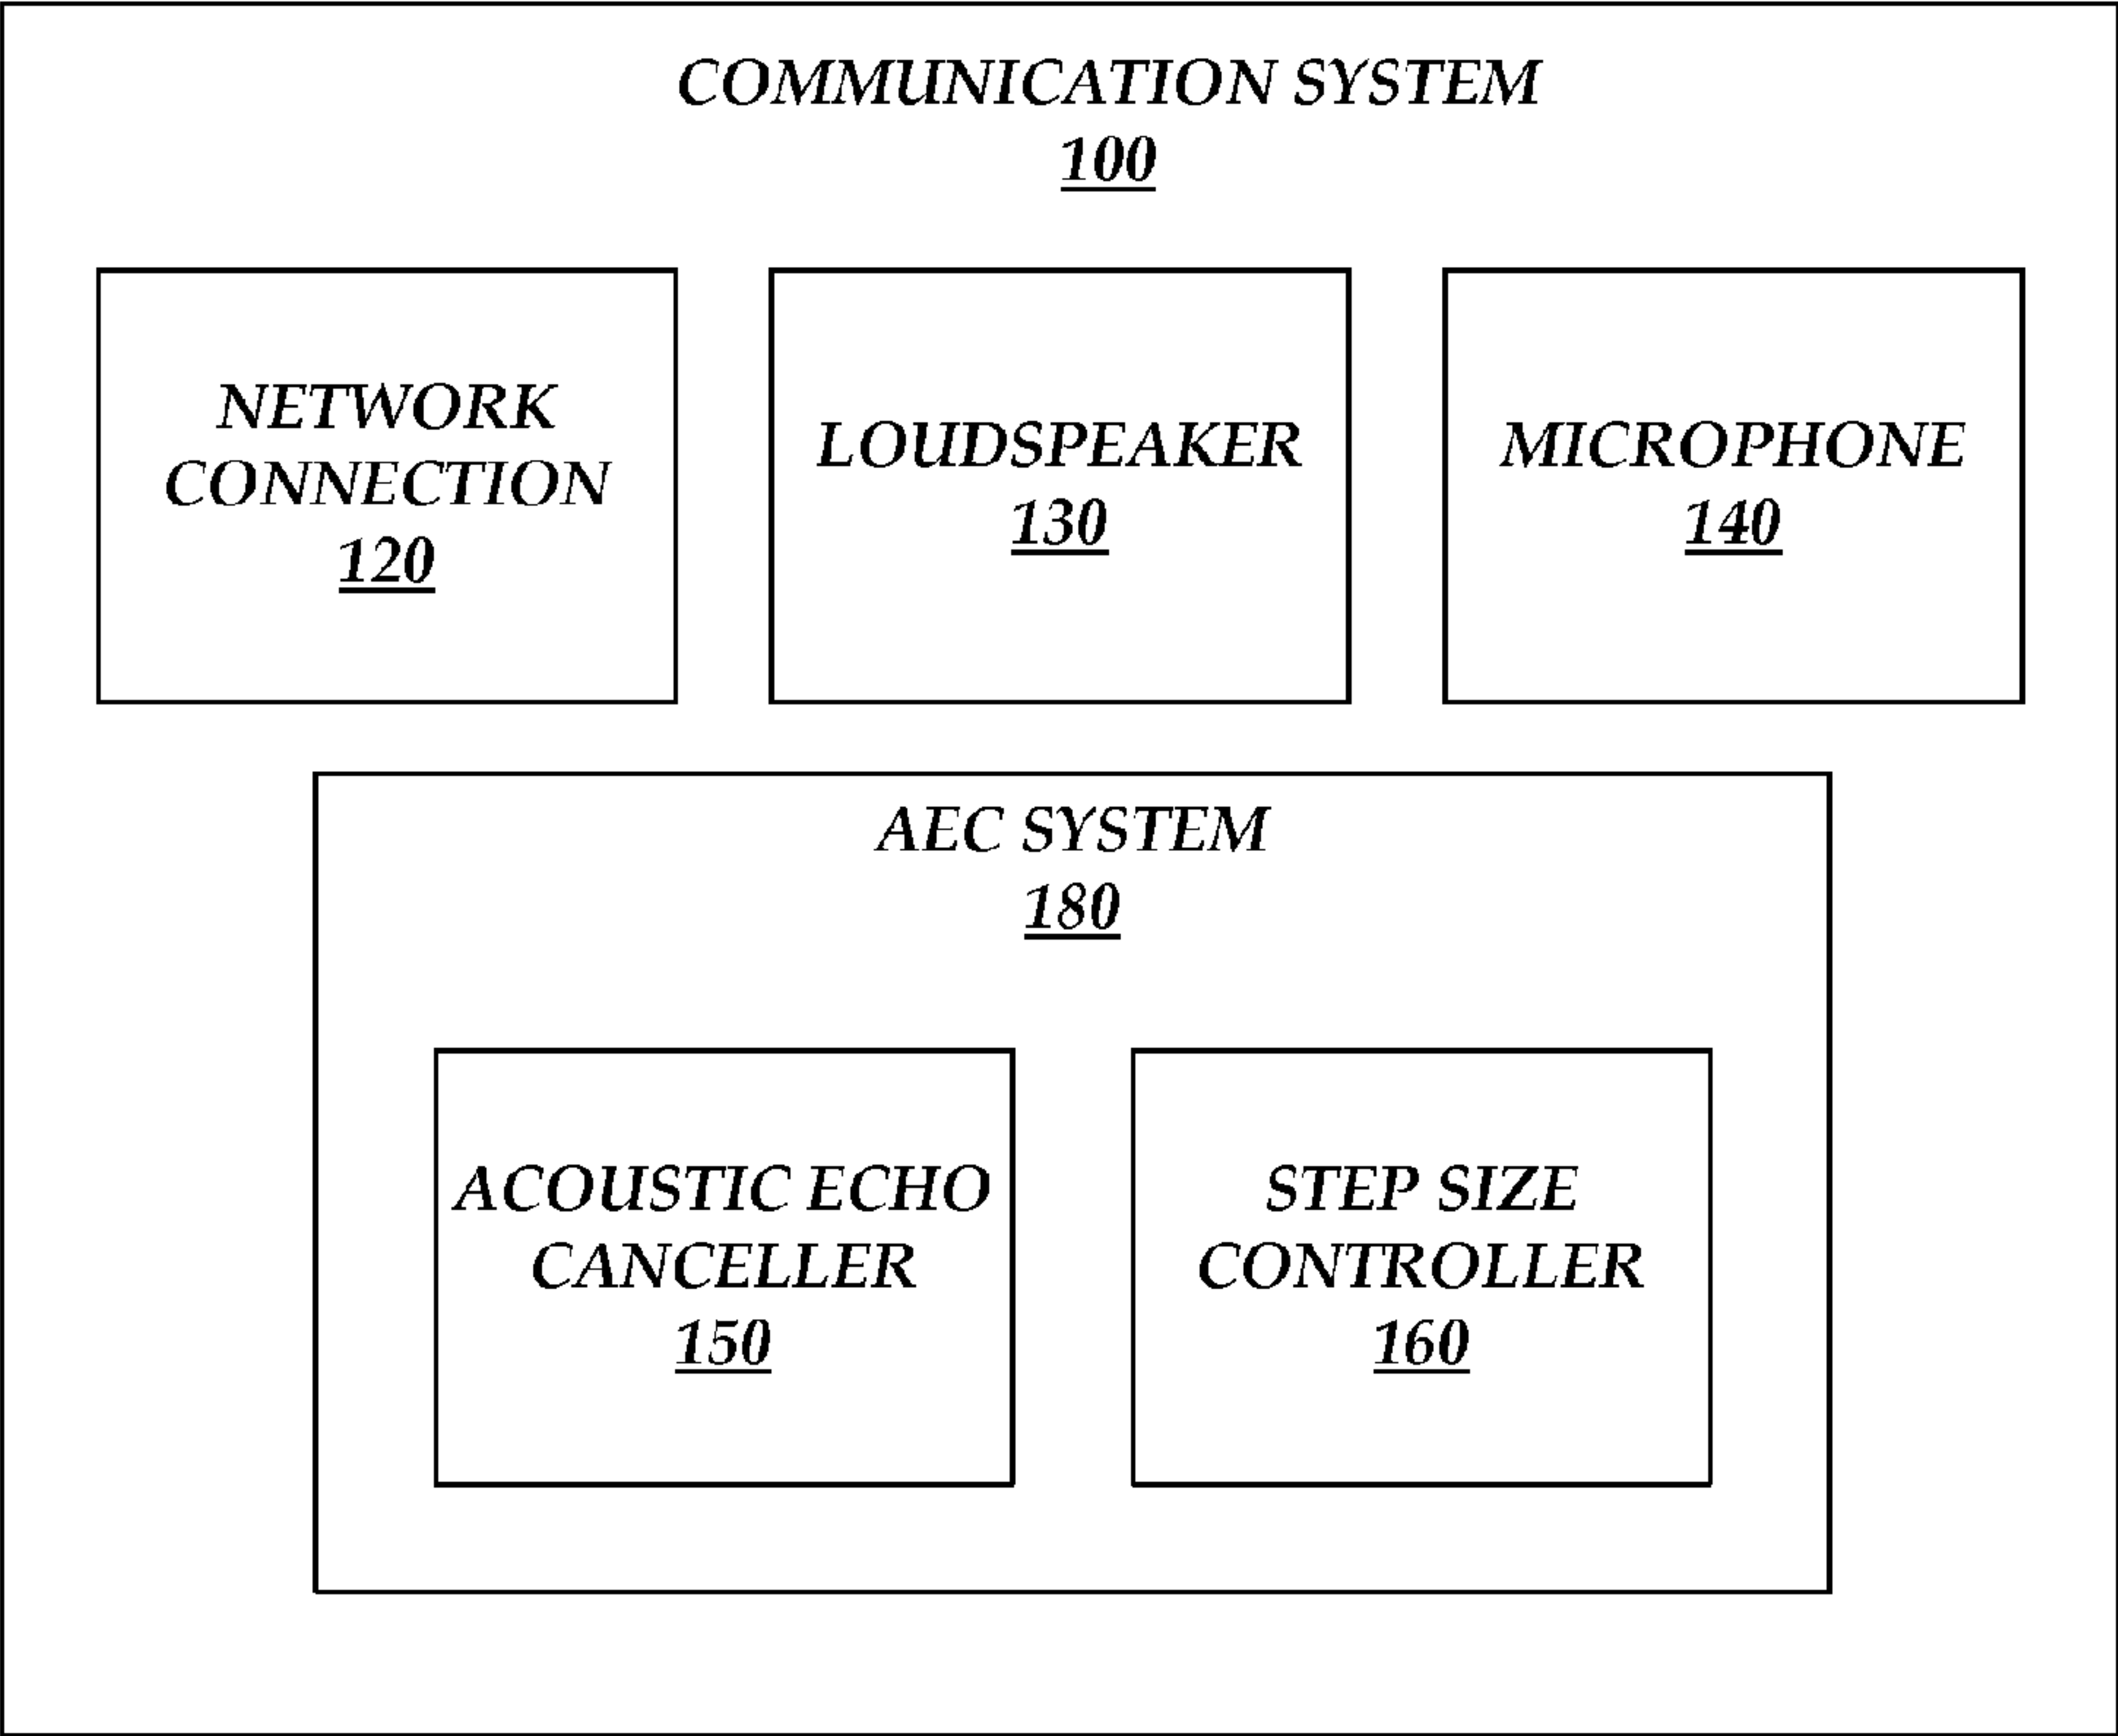 COMMUNICATION SYSTEM
100
NETWORK
CONNECTION
120
LOUDSPEAKER
130
MICROPHONE
140
AEC SYSTEM
180
ACOUSTIC ECHO
CANCELLER
150
STEP SIZE
CONTROLLER
160